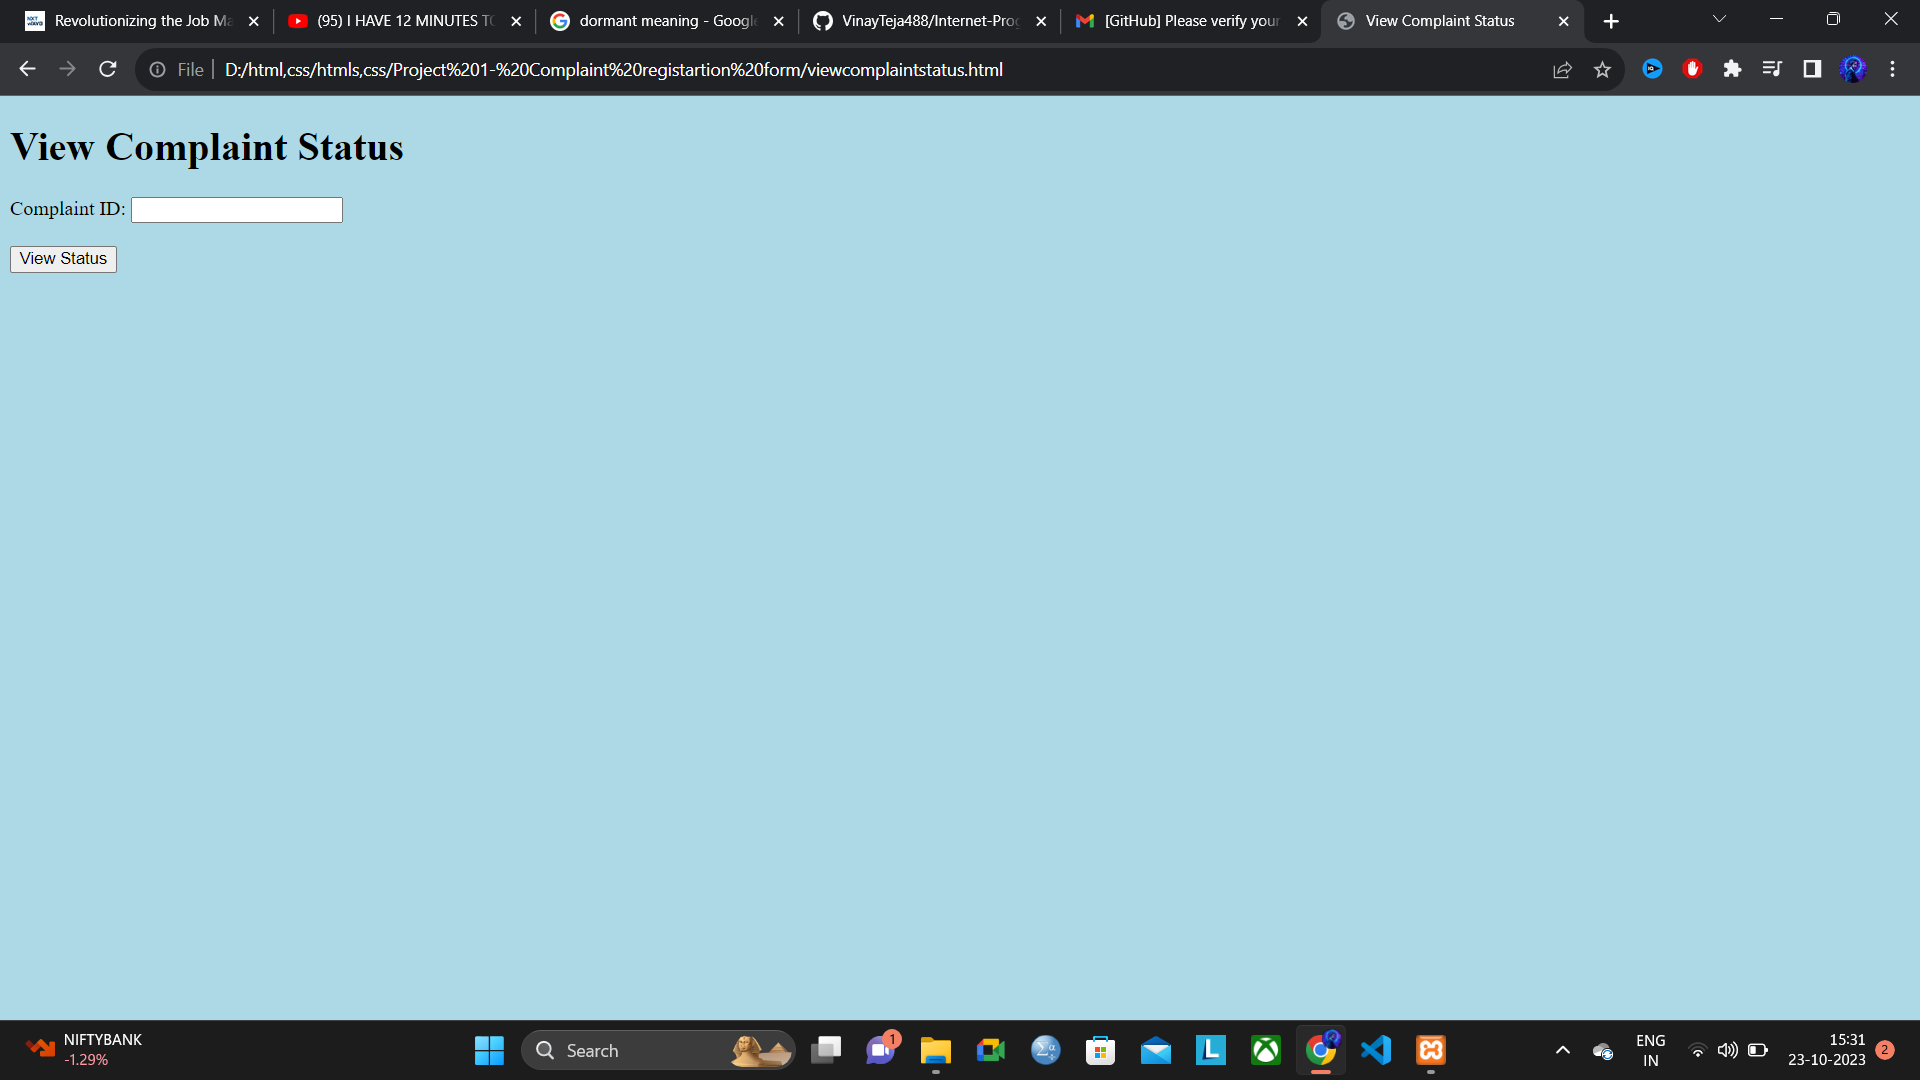 Revolutionizing the Job Ma
(95) I HAVE 12 MINUTES TO
dormant meaning - Google
VinayTeja488/Internet-Prog
[GitHub] Please verify your
View Complaint Status
File
D:/html,css/htmls,css/Project%201-%20Complaint%20registartion%20form/viewcomplaintstatus.html
View Complaint Status
Complaint ID:
View Status
NIFTYBANK
-1.29%
Search
1
ENG
IN
15:31
23-10-2023
2